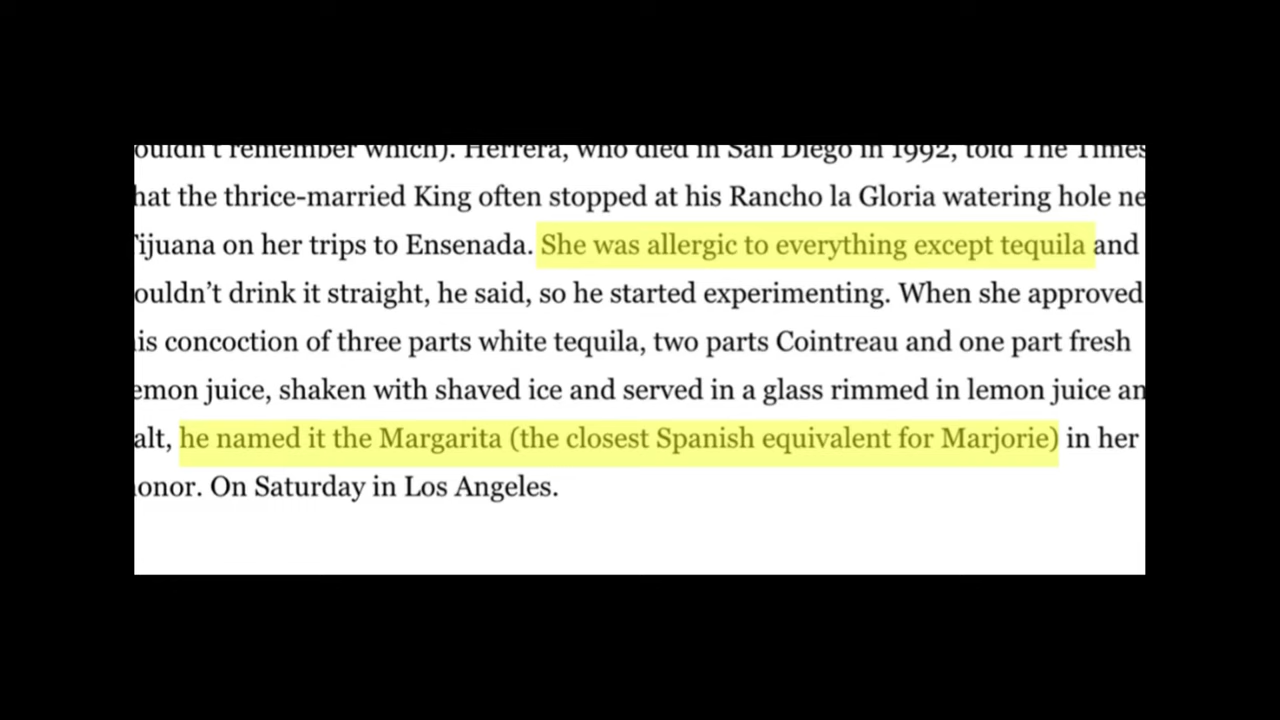 ouldn't remember which). Herrera, who died in San Diego in 1992, told The Times
hat the thrice-married King often stopped at his Rancho la Gloria watering hole ne
ijuana on her trips to Ensenada. She was allergic to everything except tequila and
ouldn’t drink it straight, he said, so he started experimenting. When she approved
is concoction of three parts white tequila, two parts Cointreau and one part fresh
emon juice, shaken with shaved ice and served in a glass rimmed in lemon juice an
alt, he named it the Margarita (the closest Spanish equivalent for Marjorie) in her
onor. On Saturday in Los Angeles.